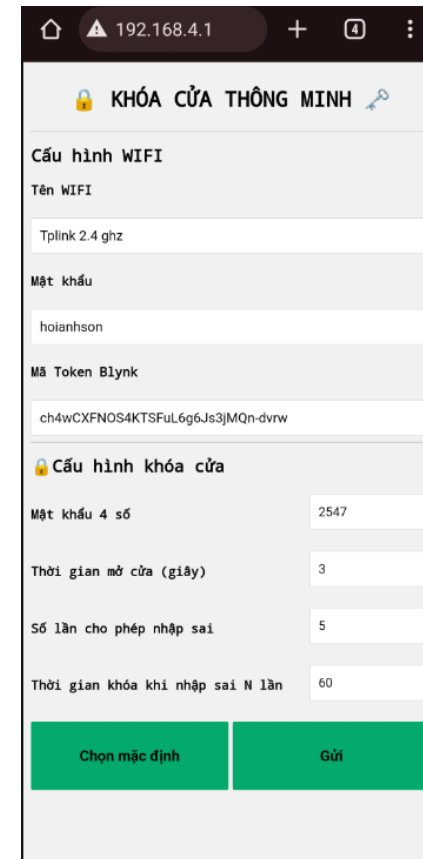 192.168.4.1
4
KHÓA CỬA THÔNG MINH
Cấu hình WIFI
Tên WIFI
Tplink 2.4 ghz
Mật khẩu
hoianhson
Mã Token Blynk
ch4wCXFNOS4KTSFuL6g6Js3jMQn-dvrw
Cấu hình khóa cửa
Mật khẩu 4 số 2547
Thời gian mở cửa (giây) 3
Số lần cho phép nhập sai 5
Thời gian khóa khi nhập sai N lần 60
Chọn mặc định Gửi